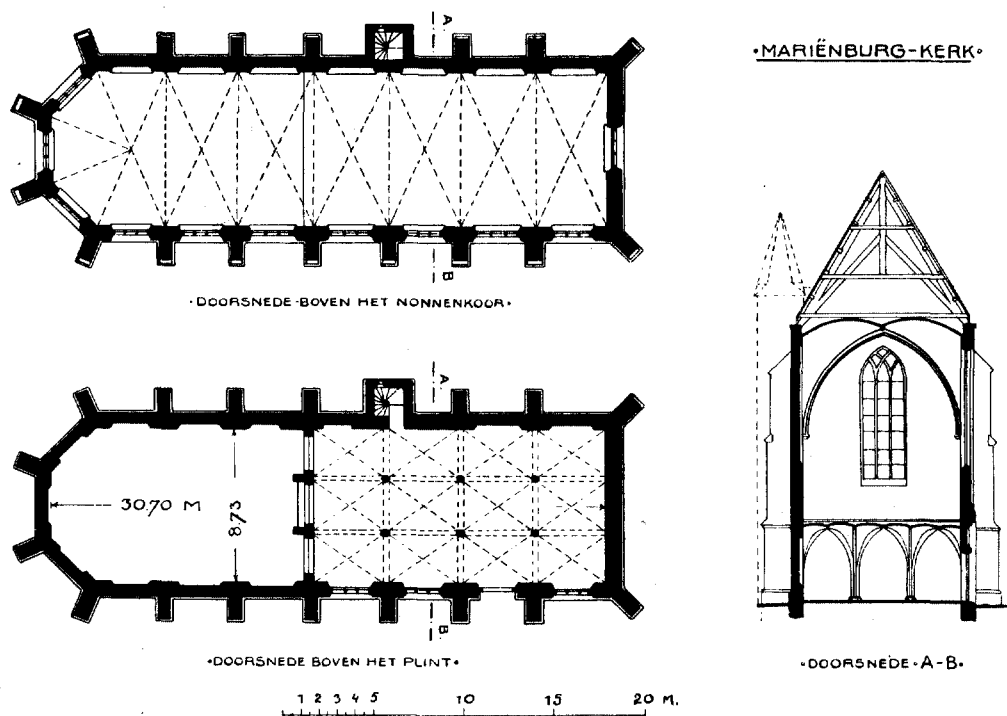 A.
·MARIËNBURG-KERK·
B
·DOORSNEDE·BOVEN HET NONNENKOOR·
A.
30.70 M
8.73
B.
·DOORSNEDE BOVEN HET PLINT·
·DOORSNEDE·A-B·
1 2 3 4 5 10 15 20 M.